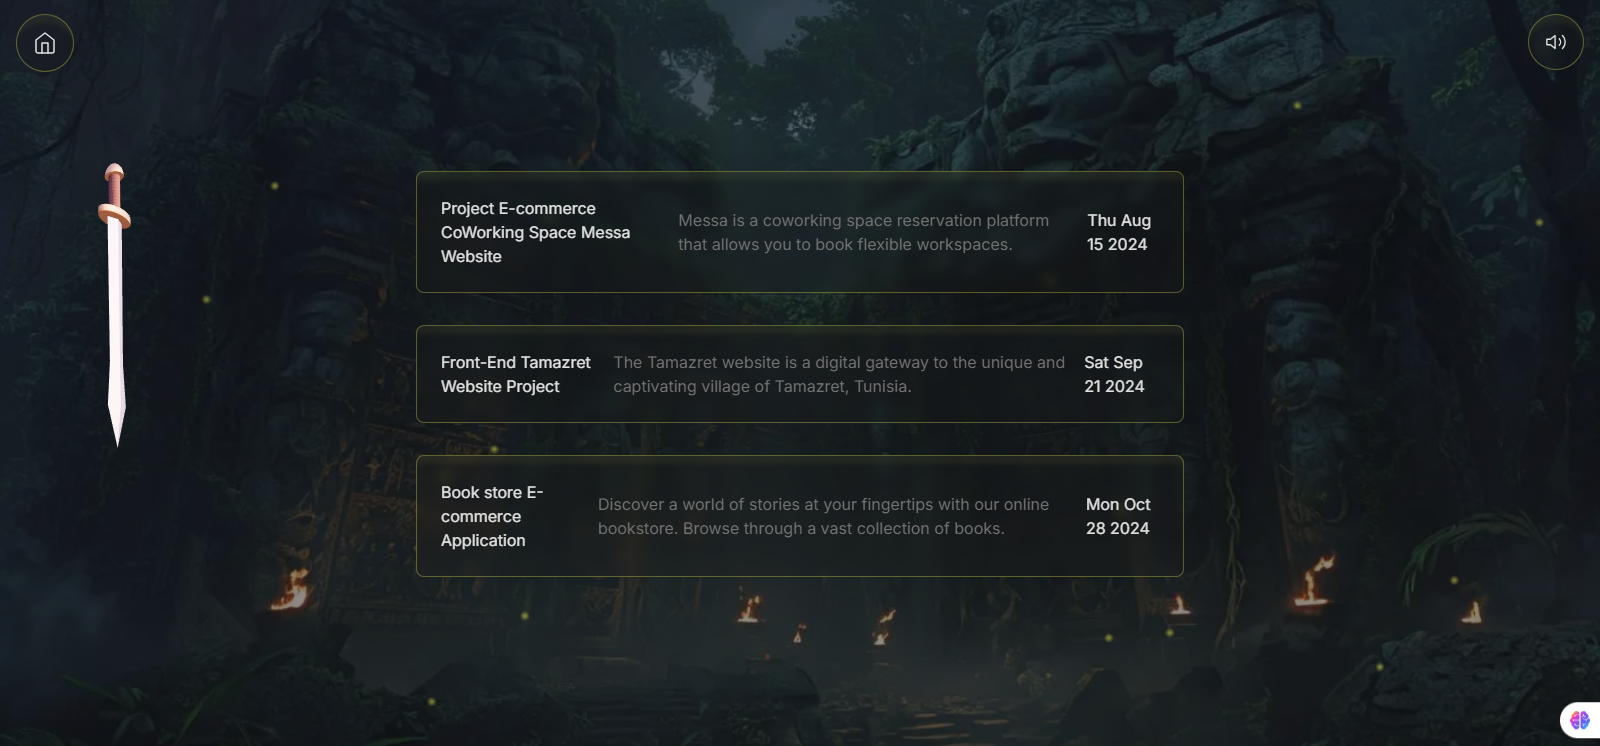 Project E-commerce
CoWorking Space Messa
Website
Messa is a coworking space reservation platform
that allows you to book flexible workspaces.
Thu Aug
15 2024
Front-End Tamazret
Website Project
The Tamazret website is a digital gateway to the unique and
captivating village of Tamazret, Tunisia.
Sat Sep
21 2024
Book store E-
commerce
Application
Discover a world of stories at your fingertips with our online
bookstore. Browse through a vast collection of books.
Mon Oct
28 2024